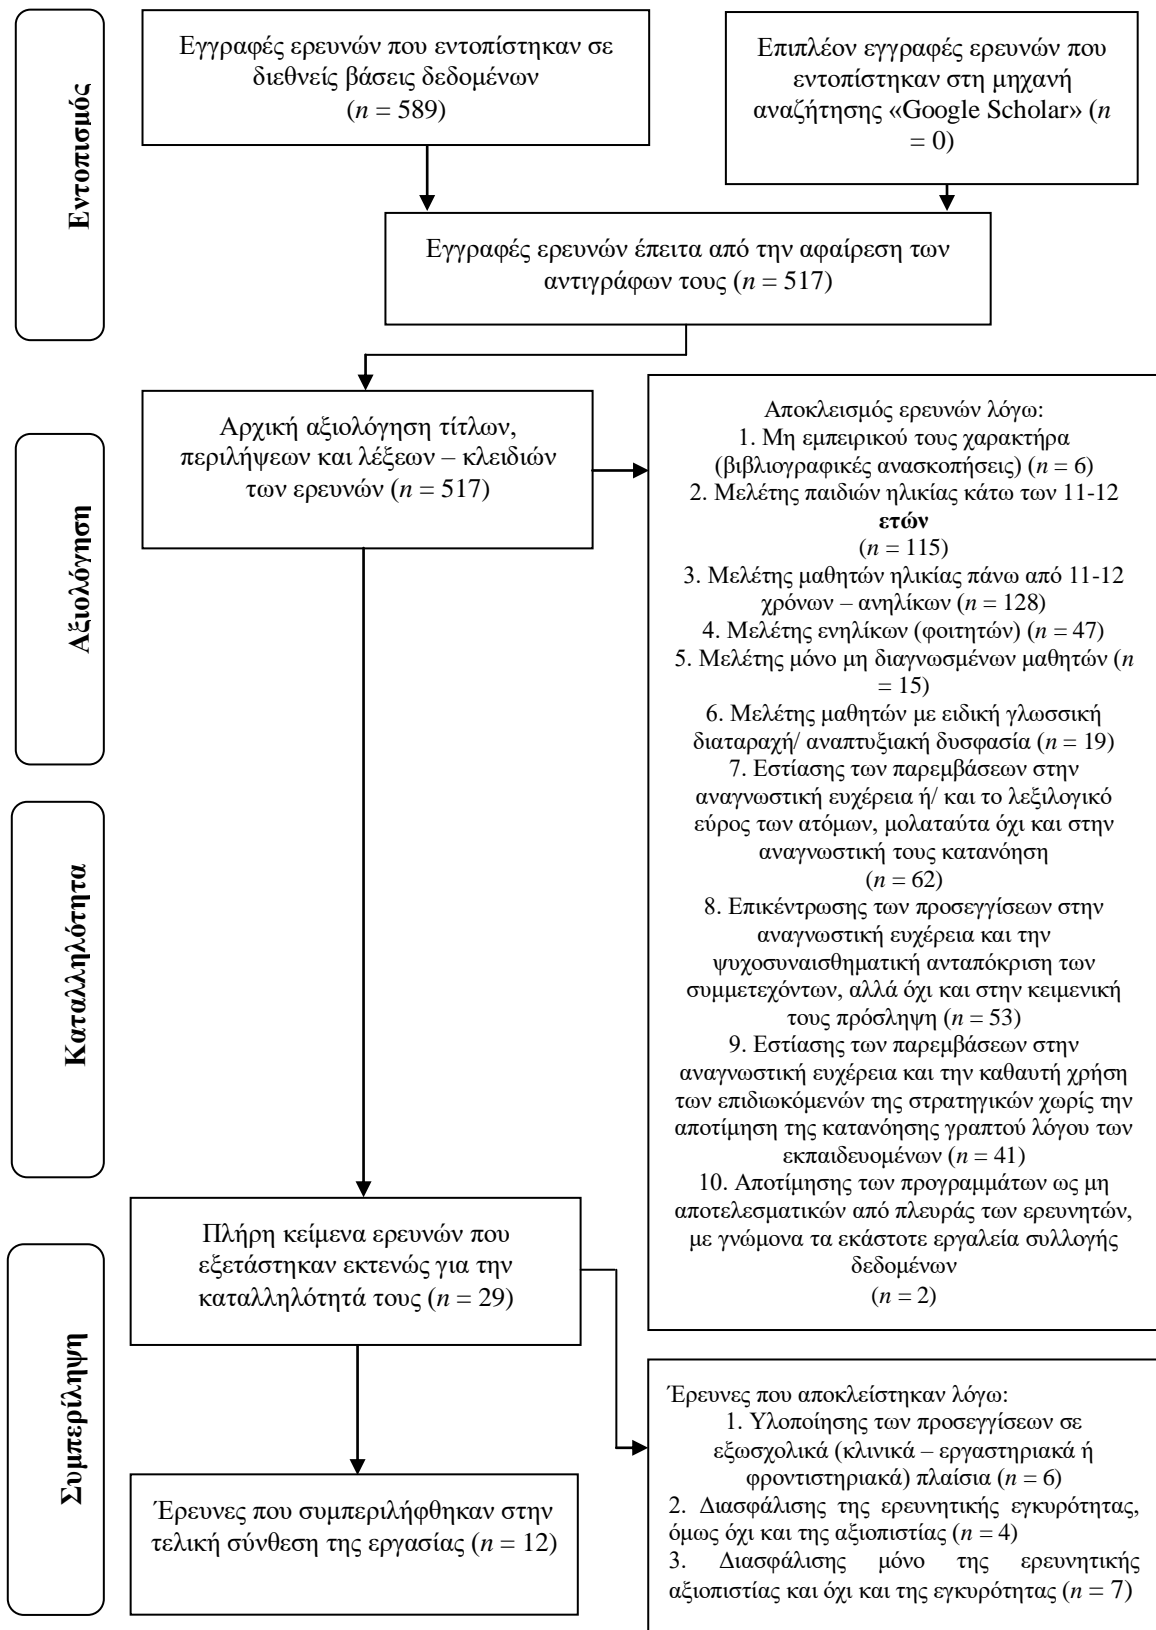 Εντοπισμός
Εγγραφές ερευνών που εντοπίστηκαν σε
διεθνείς βάσεις δεδομένων
(n = 589)
Επιπλέον εγγραφές ερευνών που
εντοπίστηκαν στη μηχανή
αναζήτησης «Google Scholar» (n
= 0)
Εγγραφές ερευνών έπειτα από την αφαίρεση των
αντιγράφων τους (n = 517)
Αξιολόγηση
Αρχική αξιολόγηση τίτλων,
περιλήψεων και λέξεων – κλειδιών
των ερευνών (n = 517)
Αποκλεισμός ερευνών λόγω:
1. Μη εμπειρικού τους χαρακτήρα
(βιβλιογραφικές ανασκοπήσεις) (n = 6)
2. Μελέτης παιδιών ηλικίας κάτω των 11-12
ετών
(n = 115)
3. Μελέτης μαθητών ηλικίας πάνω από 11-12
χρόνων – ανηλίκων (n = 128)
4. Μελέτης ενηλίκων (φοιτητών) (n = 47)
5. Μελέτης μόνο μη διαγνωσμένων μαθητών (n
= 15)
6. Μελέτης μαθητών με ειδική γλωσσική
διαταραχή/ αναπτυξιακή δυσφασία (n = 19)
7. Εστίασης των παρεμβάσεων στην
αναγνωστική ευχέρεια ή/ και το λεξιλογικό
εύρος των ατόμων, μολαταύτα όχι και στην
αναγνωστική τους κατανόηση
(n = 62)
8. Επικέντρωσης των προσεγγίσεων στην
αναγνωστική ευχέρεια και την
ψυχοσυναισθηματική ανταπόκριση των
συμμετεχόντων, αλλά όχι και στην κειμενική
τους πρόσληψη (n = 53)
9. Εστίασης των παρεμβάσεων στην
αναγνωστική ευχέρεια και την καθαυτή χρήση
των επιδιωκόμενών της στρατηγικών χωρίς την
αποτίμηση της κατανόησης γραπτού λόγου των
εκπαιδευομένων (n = 41)
10. Αποτίμησης των προγραμμάτων ως μη
αποτελεσματικών από πλευράς των ερευνητών,
με γνώμονα τα εκάστοτε εργαλεία συλλογής
δεδομένων
(n = 2)
Καταλληλότητα
Πλήρη κείμενα ερευνών που
εξετάστηκαν εκτενώς για την
καταλληλότητά τους (n = 29)
Έρευνες που αποκλείστηκαν λόγω:
1. Υλοποίησης των προσεγγίσεων σε
εξωσχολικά (κλινικά – εργαστηριακά ή
φροντιστηριακά) πλαίσια (n = 6)
2. Διασφάλισης της ερευνητικής εγκυρότητας,
όμως όχι και της αξιοπιστίας (n = 4)
3. Διασφάλισης μόνο της ερευνητικής
αξιοπιστίας και όχι και της εγκυρότητας (n = 7)
Συμπερίληψη
Έρευνες που συμπεριλήφθηκαν στην
τελική σύνθεση της εργασίας (n = 12)